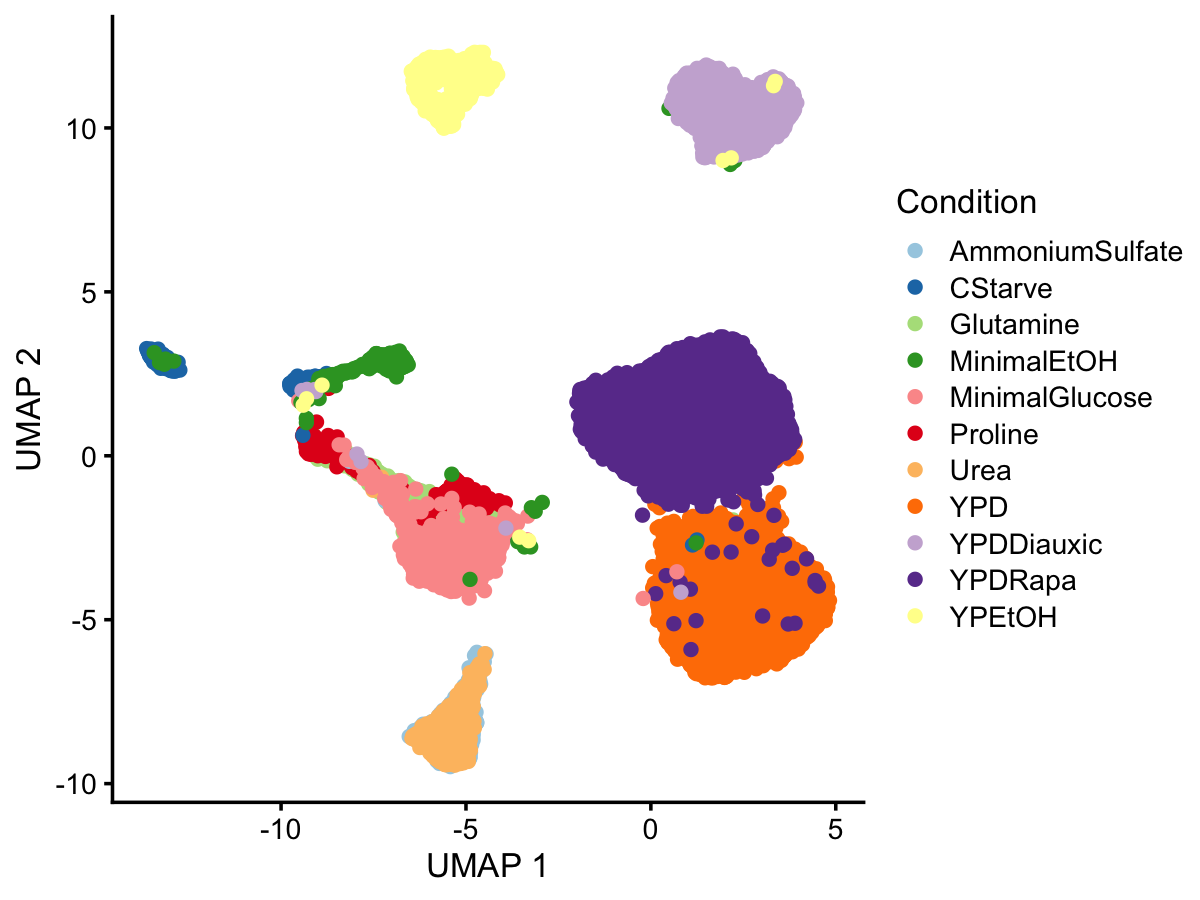 10
5
0
-5
-10
UMAP 2
-10
-5
0
5
UMAP 1
Condition
AmmoniumSulfate
CStarve
Glutamine
MinimalEtOH
MinimalGlucose
Proline
Urea
YPD
YPDDiauxic
YPDRapa
YPEtOH